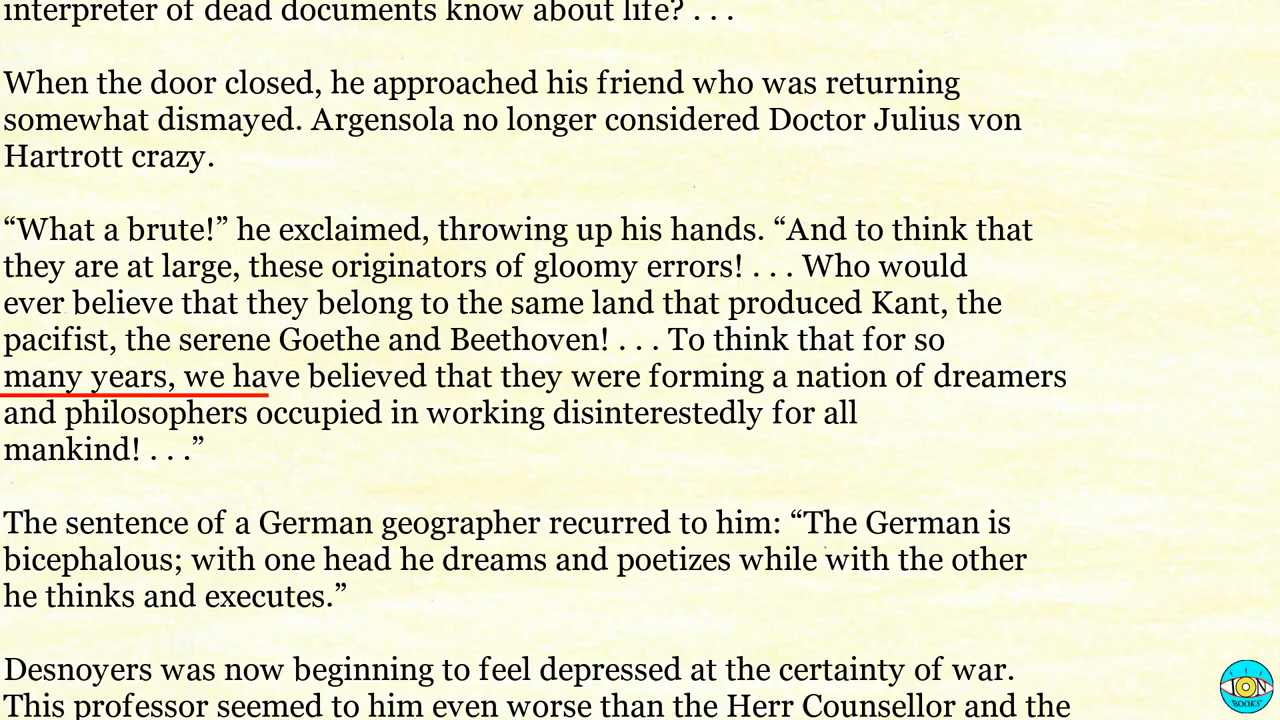 interpreter of dead documents know about life? . . .
When the door closed, he approached his friend who was returning
somewhat dismayed. Argensola no longer considered Doctor Julius von
Hartrott crazy.
“What a brute!” he exclaimed, throwing up his hands. “And to think that
they are at large, these originators of gloomy errors! . . . Who would
ever believe that they belong to the same land that produced Kant, the
pacifist, the serene Goethe and Beethoven! . . . To think that for so
many years, we have believed that they were forming a nation of dreamers
and philosophers occupied in working disinterestedly for all
mankind! . . .”
The sentence of a German geographer recurred to him: “The German is
bicephalous; with one head he dreams and poetizes while with the other
he thinks and executes.”
Desnoyers was now beginning to feel depressed at the certainty of war.
This professor seemed to him even worse than the Herr Counsellor and the
ION
BOOKS